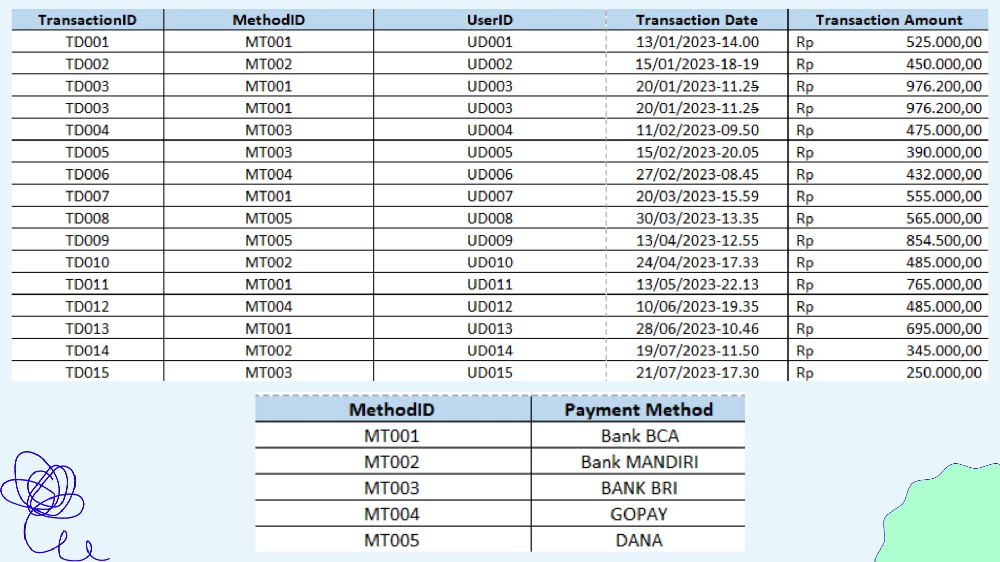 TransactionID MethodID UserID Transaction Date Transaction Amount
TD001 MT001 UD001 13/01/2023-14.00 Rp 525.000,00
TD002 MT002 UD002 15/01/2023-18-19 Rp 450.000,00
TD003 MT001 UD003 20/01/2023-11.25 Rp 976.200,00
TD003 MT001 UD003 20/01/2023-11.25 Rp 976.200,00
TD004 MT003 UD004 11/02/2023-09.50 Rp 475.000,00
TD005 MT003 UD005 15/02/2023-20.05 Rp 390.000,00
TD006 MT004 UD006 27/02/2023-08.45 Rp 432.000,00
TD007 MT001 UD007 20/03/2023-15.59 Rp 555.000,00
TD008 MT005 UD008 30/03/2023-13.35 Rp 565.000,00
TD009 MT005 UD009 13/04/2023-12.55 Rp 854.500,00
TD010 MT002 UD010 24/04/2023-17.33 Rp 485.000,00
TD011 MT001 UD011 13/05/2023-22.13 Rp 765.000,00
TD012 MT004 UD012 10/06/2023-19.35 Rp 485.000,00
TD013 MT001 UD013 28/06/2023-10.46 Rp 695.000,00
TD014 MT002 UD014 19/07/2023-11.50 Rp 345.000,00
TD015 MT003 UD015 21/07/2023-17.30 Rp 250.000,00
MethodID Payment Method
MT001 Bank BCA
MT002 Bank MANDIRI
MT003 BANK BRI
MT004 GOPAY
MT005 DANA